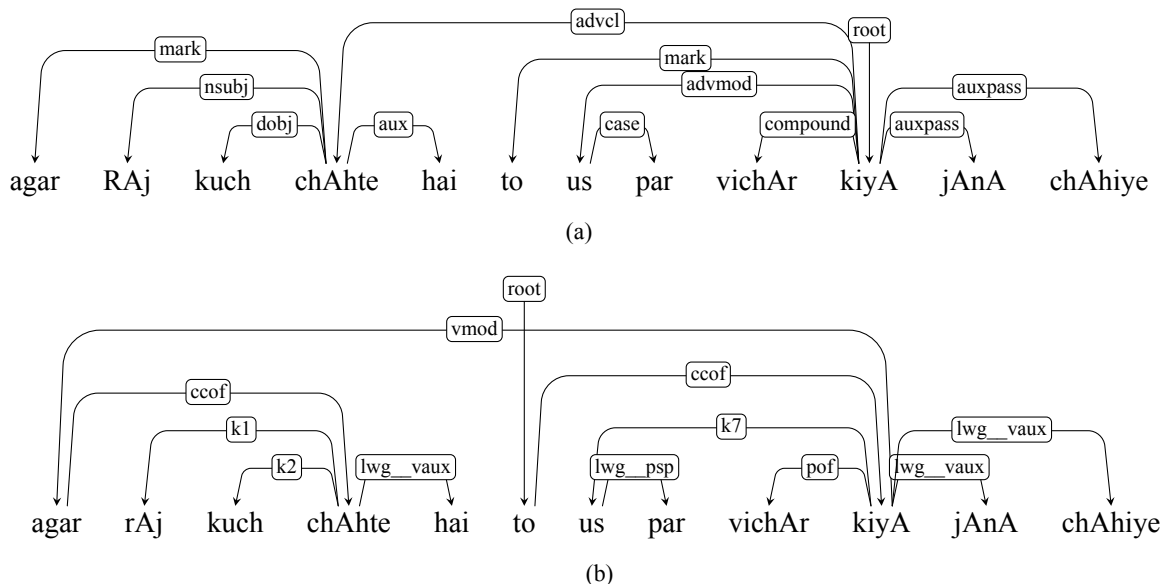 advcl
root
mark
mark
nsubj
advmod
auxpass
dobj
aux
case
compound
auxpass
agar RAj kuch chAhte hai to us par vichAr kiyA jAnA chAhiye
(a)
root
vmod
ccof
ccof
k1
k7
lwg__vaux
k2
lwg__vaux
lwg__psp
pof
lwg__vaux
agar rAj kuch chAhte hai to us par vichAr kiyA jAnA chAhiye
(b)